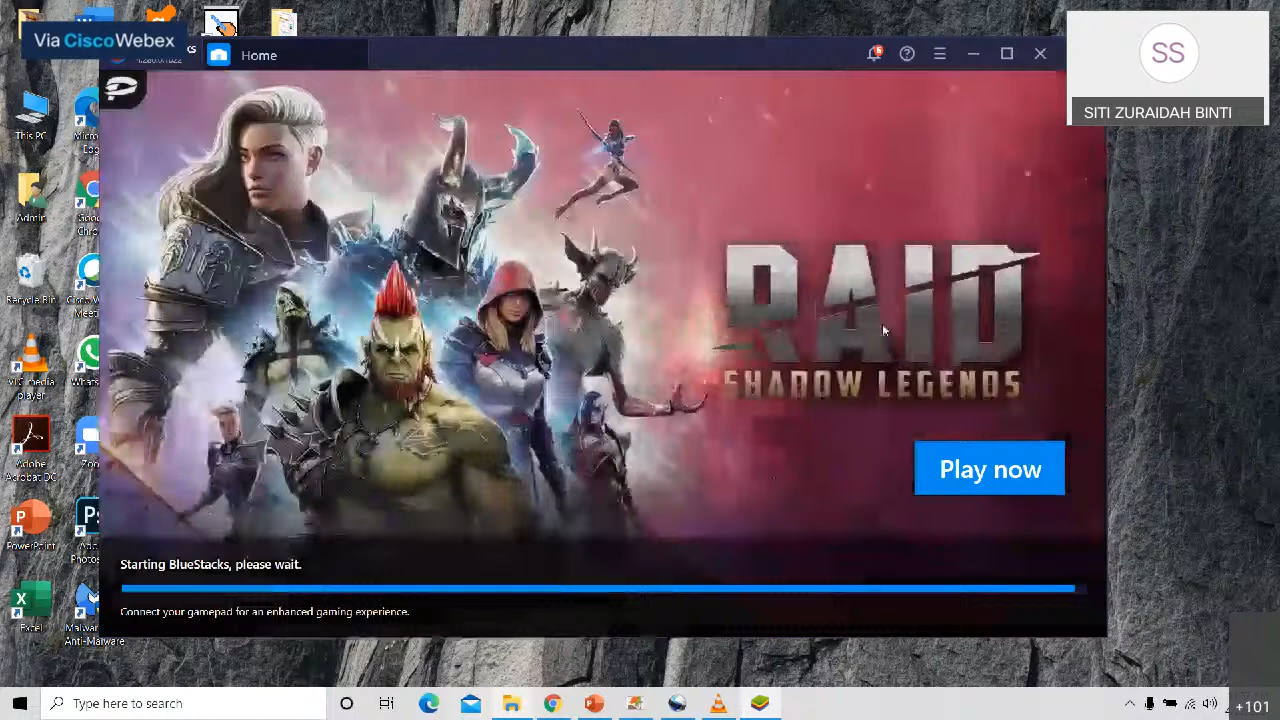 Via Cisco Webex
Home
SS
SITI ZURAIDAH BINTI
This PC
Admin
Recycle Bin
VLC media
player
Adobe
Acrobat DC
PowerPoint
Excel
Anti-Malware
RAID
SHADOW LEGENDS
Play now
Starting BlueStacks, please wait.
Connect your gamepad for an enhanced gaming experience.
Type here to search
+101